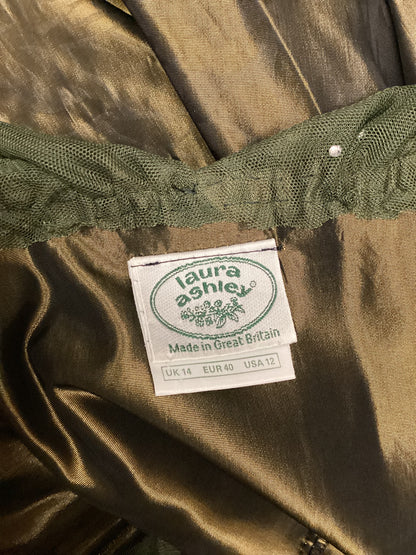 laura
ashley®
Made in Great Britain
UK 14 EUR 40 USA 12